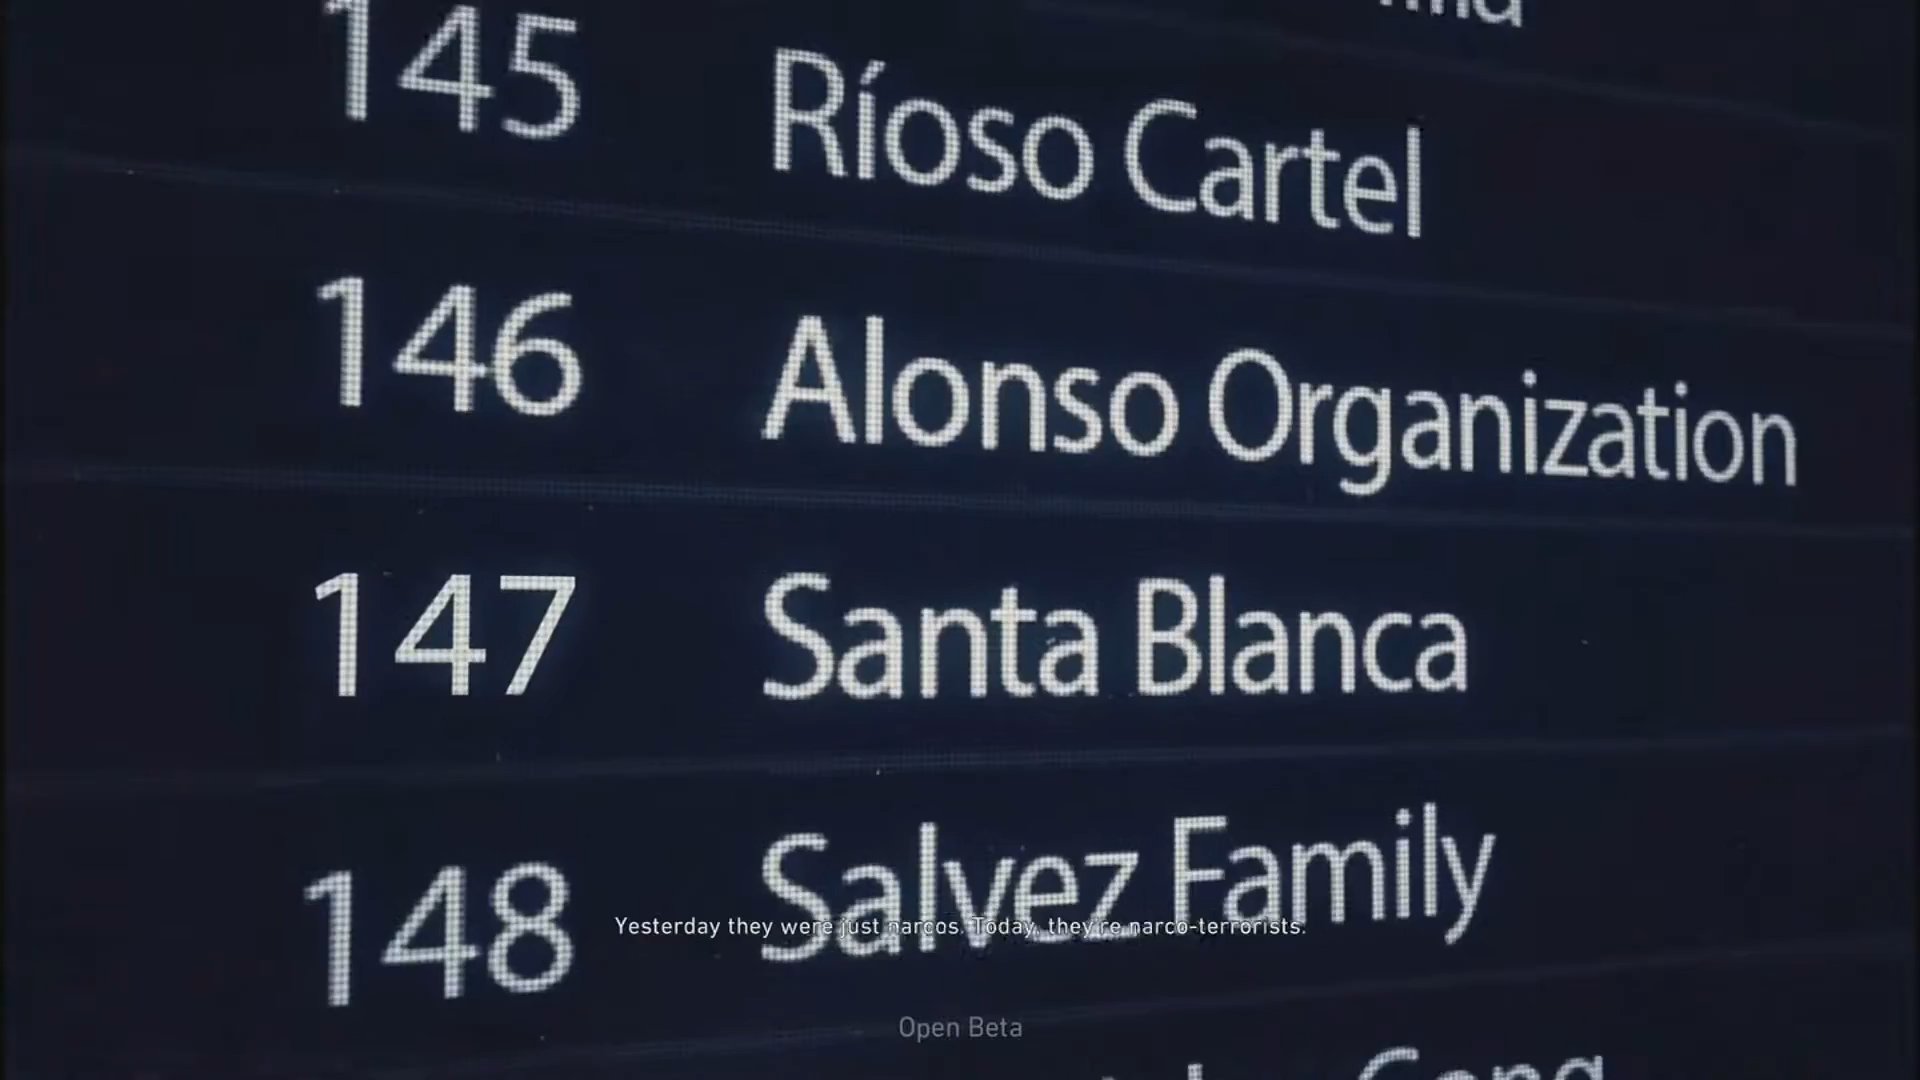 145 Ríoso Cartel
146 Alonso Organization
147 Santa Blanca
148 Salvez Family
Yesterday they were just narcos. Today, they're narco-terrorists.
Open Beta